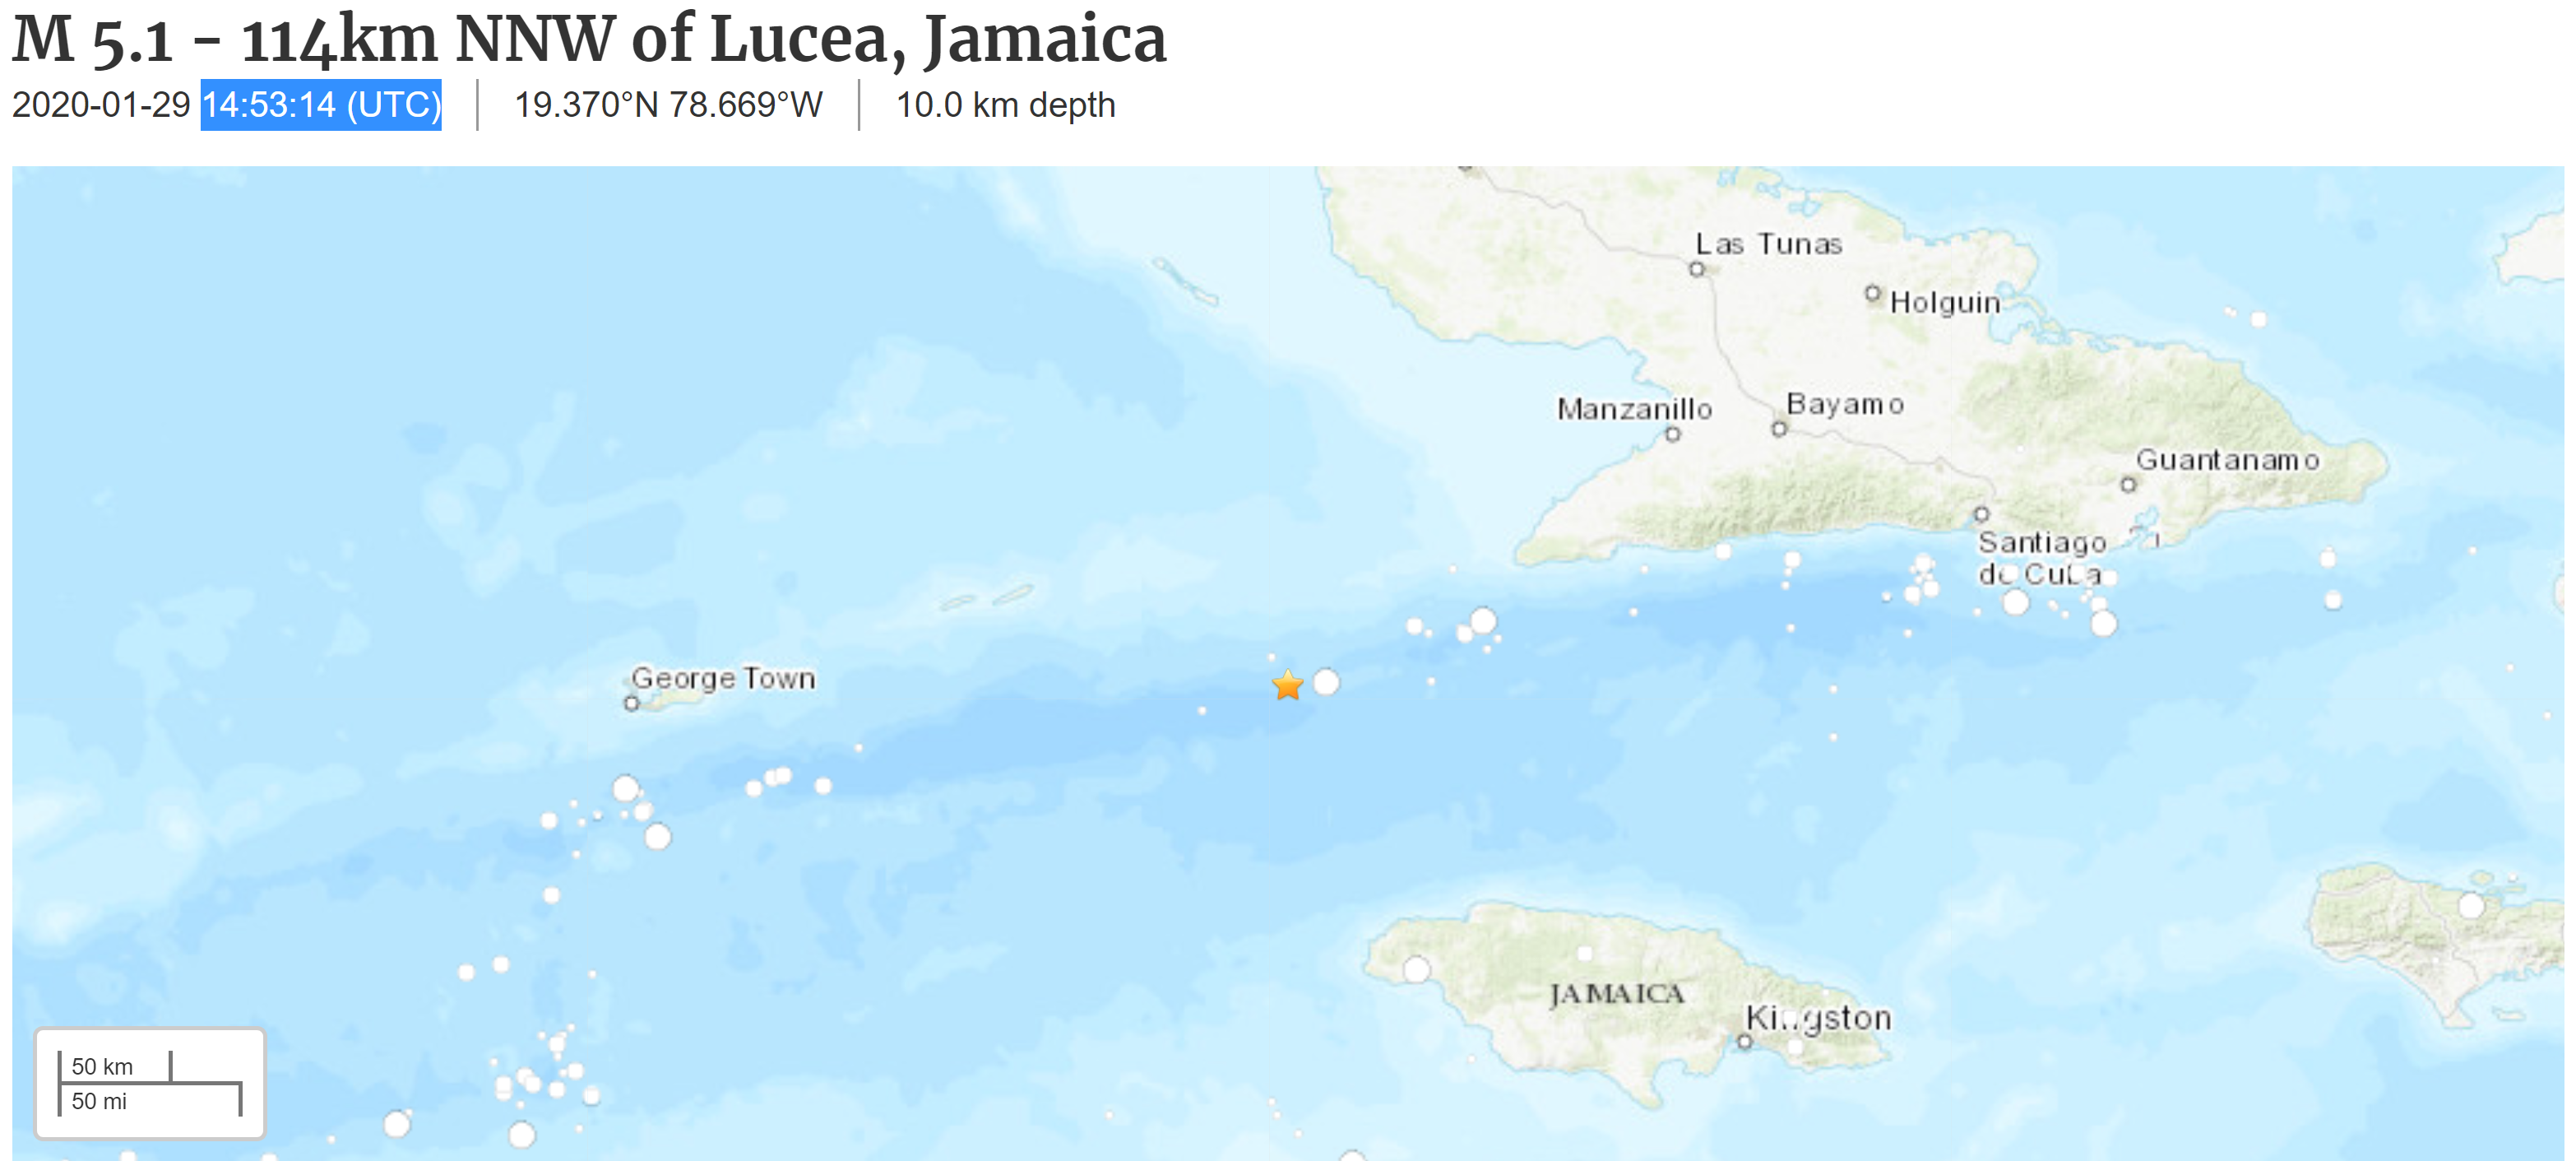 M 5.1 - 114km NNW of Lucea, Jamaica
2020-01-29 14:53:14 (UTC) 19.370°N 78.669°W 10.0 km depth
Las Tunas
Holguin
Manzanillo
Bayamo
Guantanamo
Santiago
de Cuba
George Town
JAMAICA
Kingston
50 km
50 mi